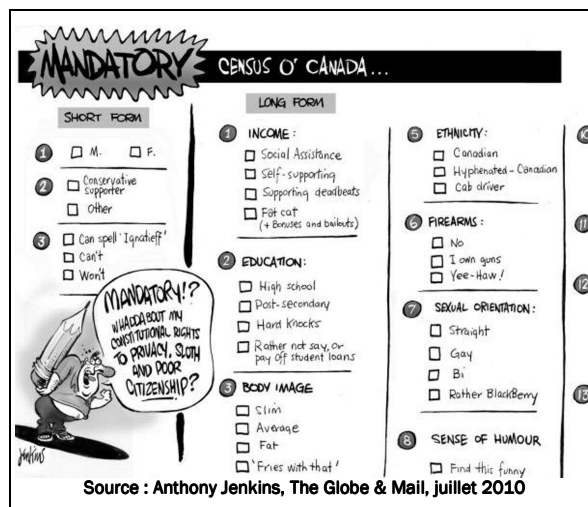 MANDATORY CENSUS O' CANADA...
SHORT FORM
1 M. F.
2 Conservative
supporter
Other
3 Can spell 'Ignatieff'
Can't
Won't
MANDATORY!?
WHADDABOUT MY
CONSTITUTIONAL RIGHTS
TO PRIVACY, SLOTH
AND POOR
CITIZENSHIP?
Jenkins
LONG FORM
1 INCOME:
Social Assistance
Self-supporting
Supporting deadbeats
Fat cat
(+ Bonuses and bailouts)
2 EDUCATION:
High school
Post-secondary
Hard Knocks
Rather not say, or
pay off student loans
3 BODY IMAGE
Slim
Average
Fat
'Fries with that'
5 ETHNICITY:
Canadian
Hyphenated-Canadian
Cab driver
6 FIREARMS:
No
I own guns
Yee-Haw!
7 SEXUAL ORIENTATION:
Straight
Gay
Bi
Rather BlackBerry
8 SENSE OF HUMOUR
Find this funny
10
11
12
13
Source : Anthony Jenkins, The Globe & Mail, juillet 2010